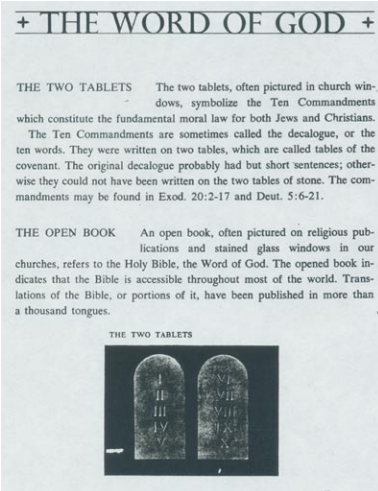 + THE WORD OF GOD +
THE TWO TABLETS The two tablets, often pictured in church win-
dows, symbolize the Ten Commandments
which constitute the fundamental moral law for both Jews and Christians.
The Ten Commandments are sometimes called the decalogue, or the
ten words. They were written on two tables, which are called tables of the
covenant. The original decalogue probably had but short sentences; other-
wise they could not have been written on the two tables of stone. The com-
mandments may be found in Exod. 20:2-17 and Deut. 5:6-21.
THE OPEN BOOK An open book, often pictured on religious pub-
lications and stained glass windows in our
churches, refers to the Holy Bible, the Word of God. The opened book in-
dicates that the Bible is accessible throughout most of the world. Trans-
lations of the Bible, or portions of it, have been published in more than
a thousand tongues.
THE TWO TABLETS
I
II
III
IV
V
VI
VII
VIII
IX
X